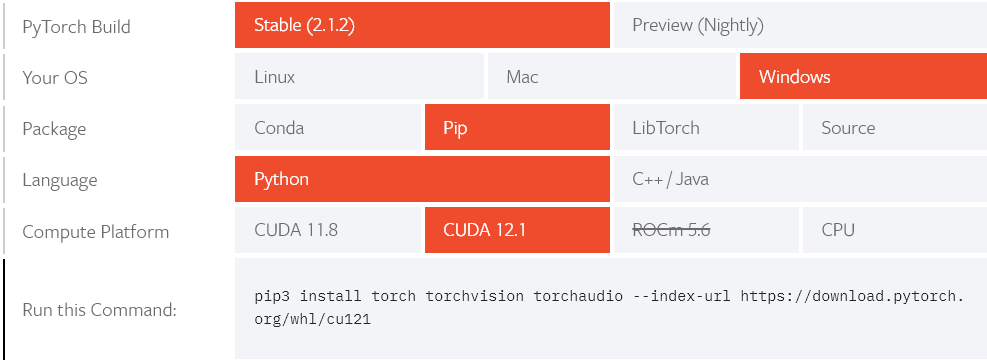 PyTorch Build Stable (2.1.2) Preview (Nightly)
Your OS Linux Mac Windows
Package Conda Pip LibTorch Source
Language Python C++ / Java
Compute Platform CUDA 11.8 CUDA 12.1 ROCm 5.6 CPU
Run this Command: pip3 install torch torchvision torchaudio --index-url https://download.pytorch.
org/whl/cu121